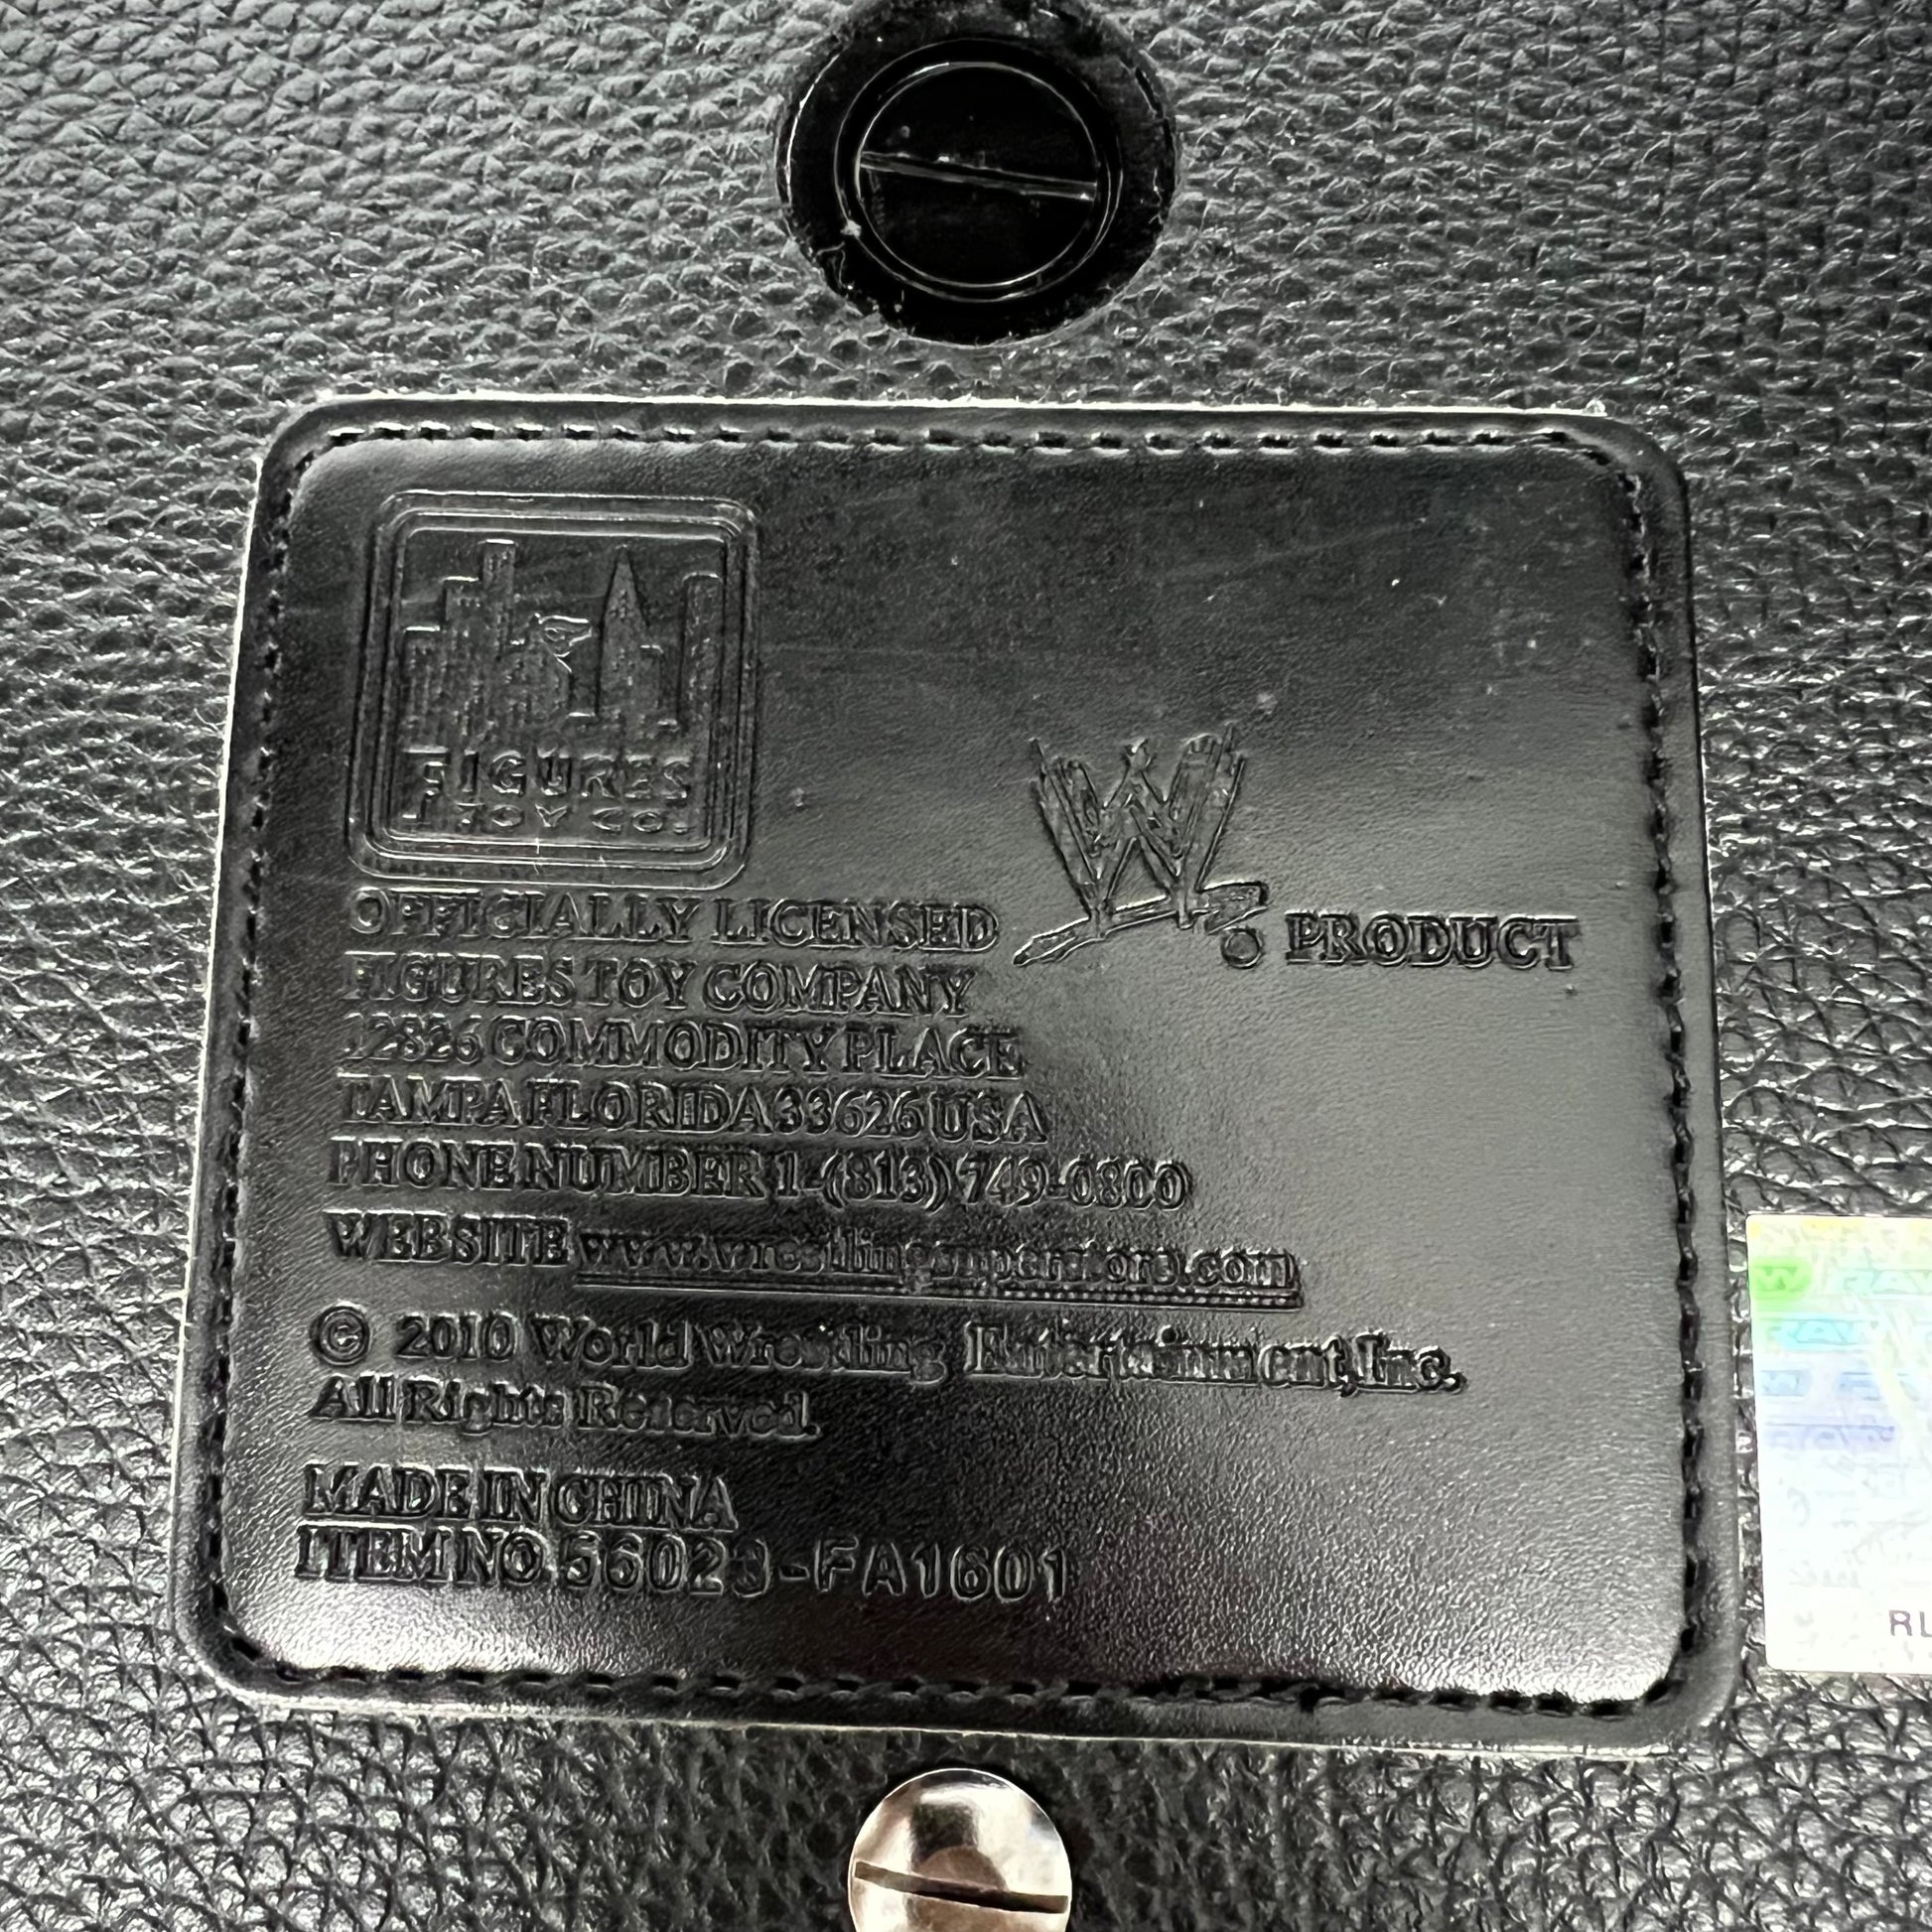 FIGURES
TOY CO.
OFFICIALLY LICENSED W PRODUCT
FIGURES TOY COMPANY
12826 COMMODITY PLACE
TAMPA FLORIDA 33626 USA
PHONE NUMBER 1-(813) 749-0800
WEBSITE www.wrestlingsuperstore.com
© 2010 World Wrestling Entertainment,Inc.
All Rights Reserved.
MADE IN CHINA
ITEM NO 56023-FA1601
RL